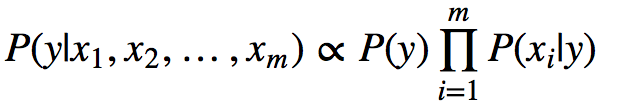 P(y|x₁, x₂, … , xₘ) ∝ P(y) ∏ᵢ₌₁ᵐ P(xᵢ|y)